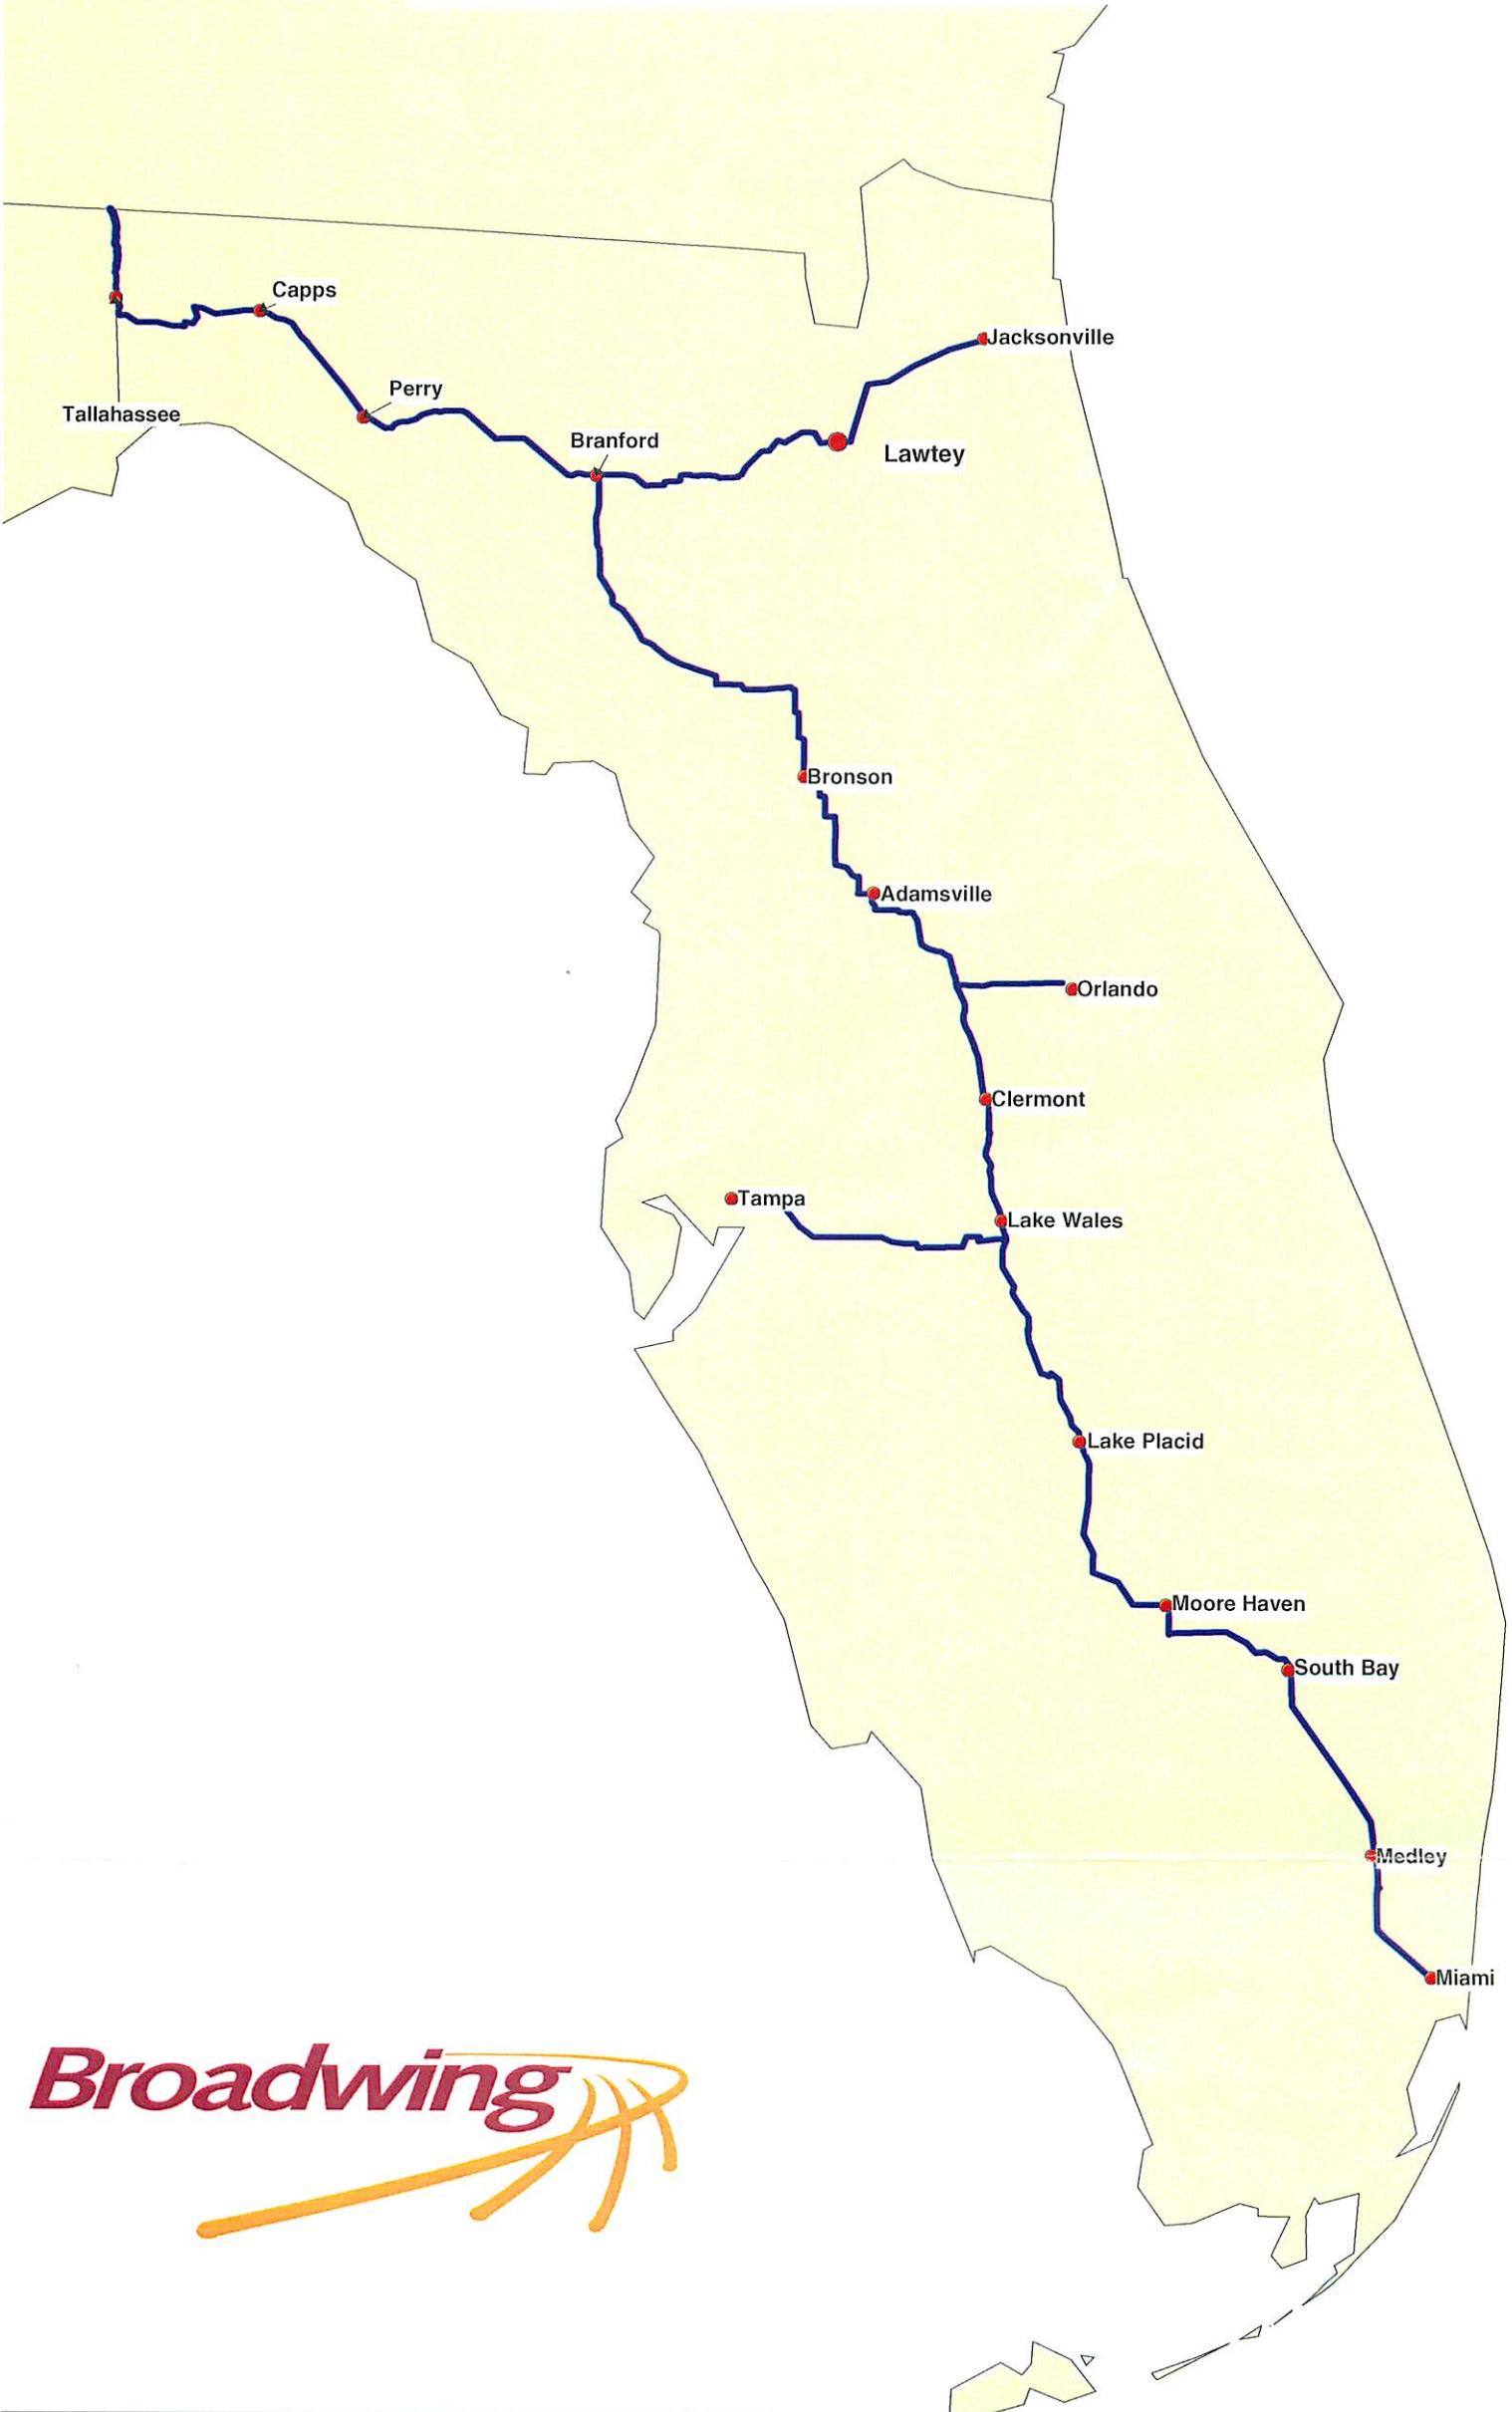 Capps
Jacksonville
Perry
Tallahassee
Branford
Lawtey
Bronson
Adamsville
Orlando
Clermont
Tampa
Lake Wales
Lake Placid
Moore Haven
South Bay
Medley
Miami
Broadwing